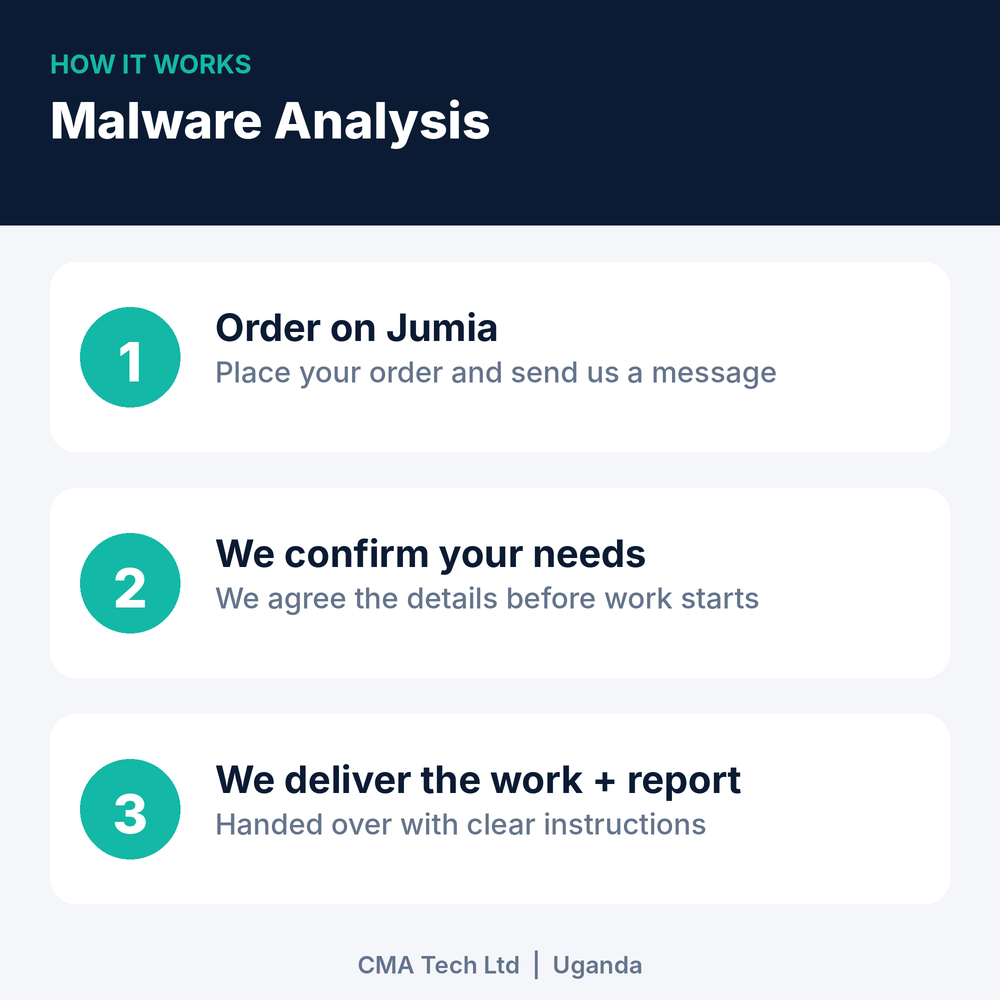 HOW IT WORKS
Malware Analysis
1
Order on Jumia
Place your order and send us a message
2
We confirm your needs
We agree the details before work starts
3
We deliver the work + report
Handed over with clear instructions
CMA Tech Ltd | Uganda